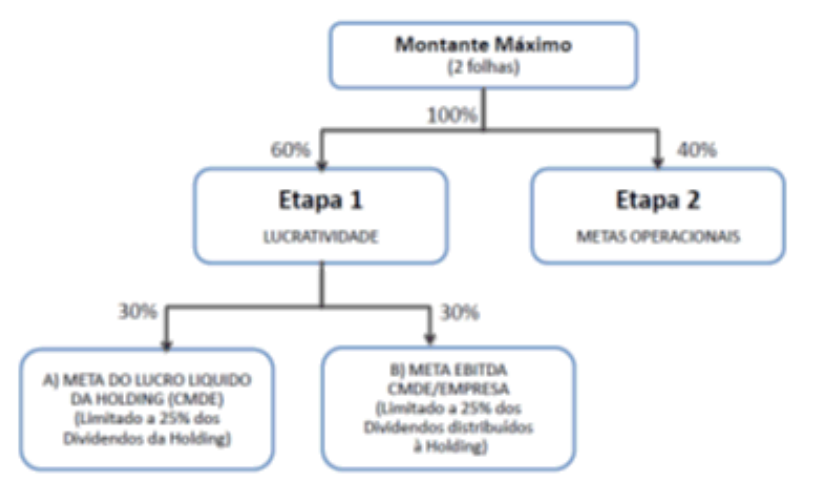 Montante Máximo
(2 folhas)
100%
60%
40%
Etapa 1
LUCRATIVIDADE
Etapa 2
METAS OPERACIONAIS
30%
30%
A) META DO LUCRO LIQUIDO
DA HOLDING (CMDE)
(Limitado a 25% dos
Dividendos da Holding)
B) META EBITDA
CMDE/EMPRESA
(Limitado a 25% dos
Dividendos distribuídos
à Holding)